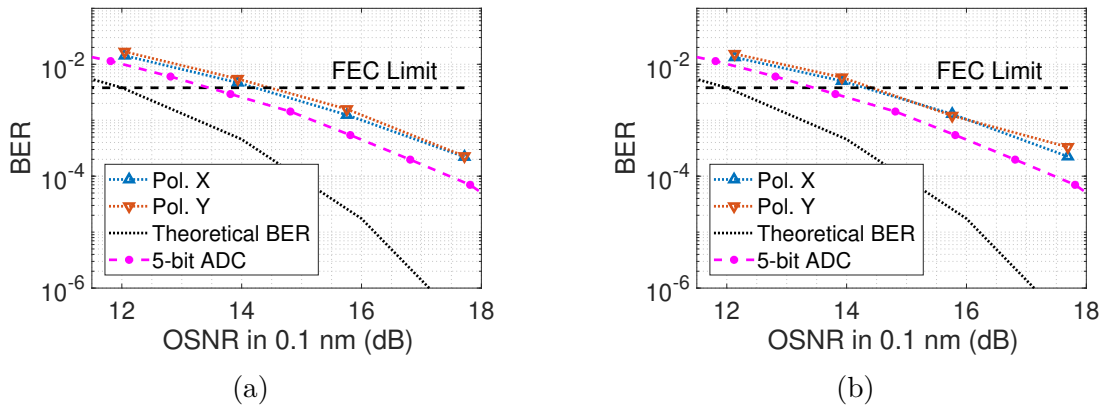 10^-2
FEC Limit
BER
10^-4
Pol. X
Pol. Y
Theoretical BER
5-bit ADC
10^-6
12 14 16 18
OSNR in 0.1 nm (dB)
(a)
10^-2
FEC Limit
BER
10^-4
Pol. X
Pol. Y
Theoretical BER
5-bit ADC
10^-6
12 14 16 18
OSNR in 0.1 nm (dB)
(b)